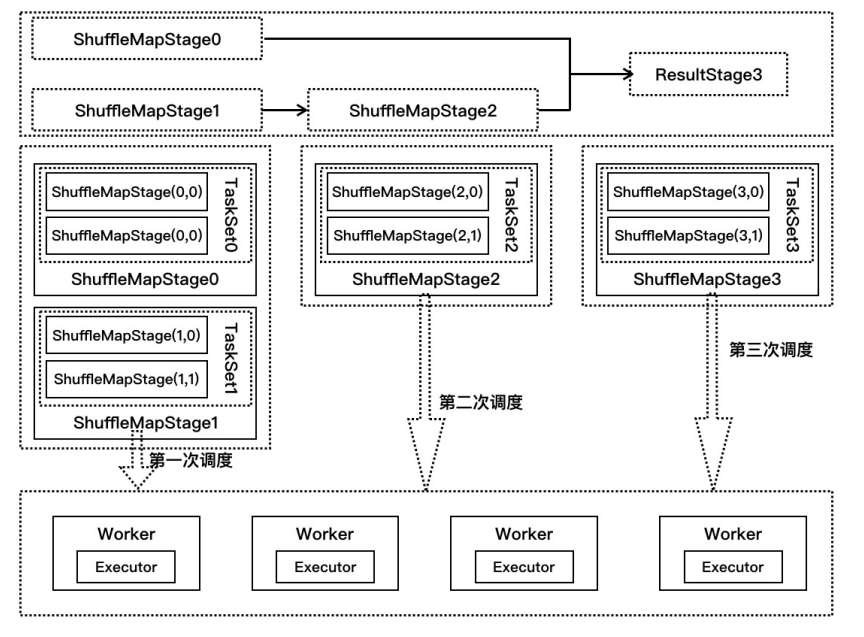 ShuffleMapStage0
ResultStage3
ShuffleMapStage1
ShuffleMapStage2
ShuffleMapStage(0,0)
ShuffleMapStage(0,0)
TaskSet0
ShuffleMapStage0
ShuffleMapStage(1,0)
ShuffleMapStage(1,1)
TaskSet1
ShuffleMapStage1
第一次调度
ShuffleMapStage(2,0)
ShuffleMapStage(2,1)
TaskSet2
ShuffleMapStage2
第二次调度
ShuffleMapStage(3,0)
ShuffleMapStage(3,1)
TaskSet3
ShuffleMapStage3
第三次调度
Worker
Executor
Worker
Executor
Worker
Executor
Worker
Executor